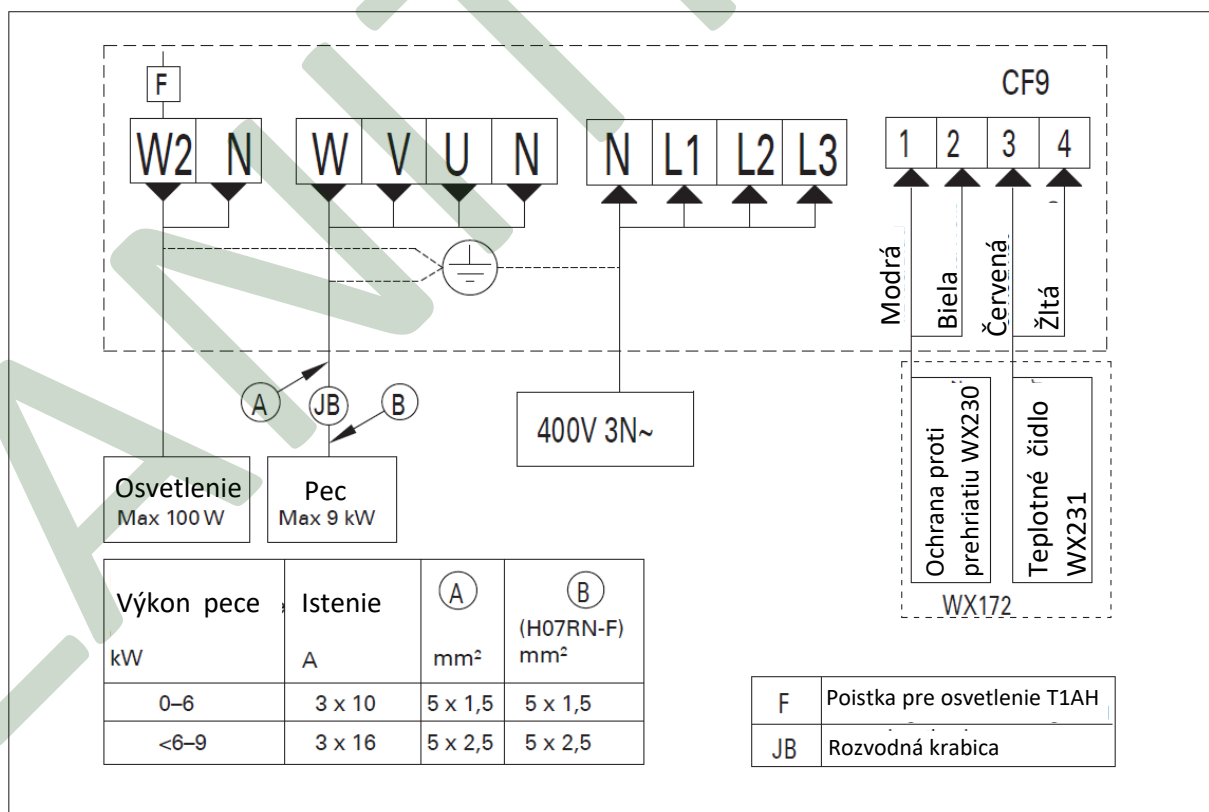 F
CF9
W2 N
W V U N
N L1 L2 L3
1 2 3 4
Modrá
Biela
Červená
Žltá
A
JB
B
400V 3N~
Osvetlenie
Max 100 W
Pec
Max 9 kW
Ochrana proti
prehriatiu WX230
Teplotné čidlo
WX231
WX172
Výkon pece
kW
Istenie
A
A
mm²
B
(H07RN-F)
mm²
0–6 3 x 10 5 x 1,5 5 x 1,5
<6–9 3 x 16 5 x 2,5 5 x 2,5
F Poistka pre osvetlenie T1AH
JB Rozvodná krabica